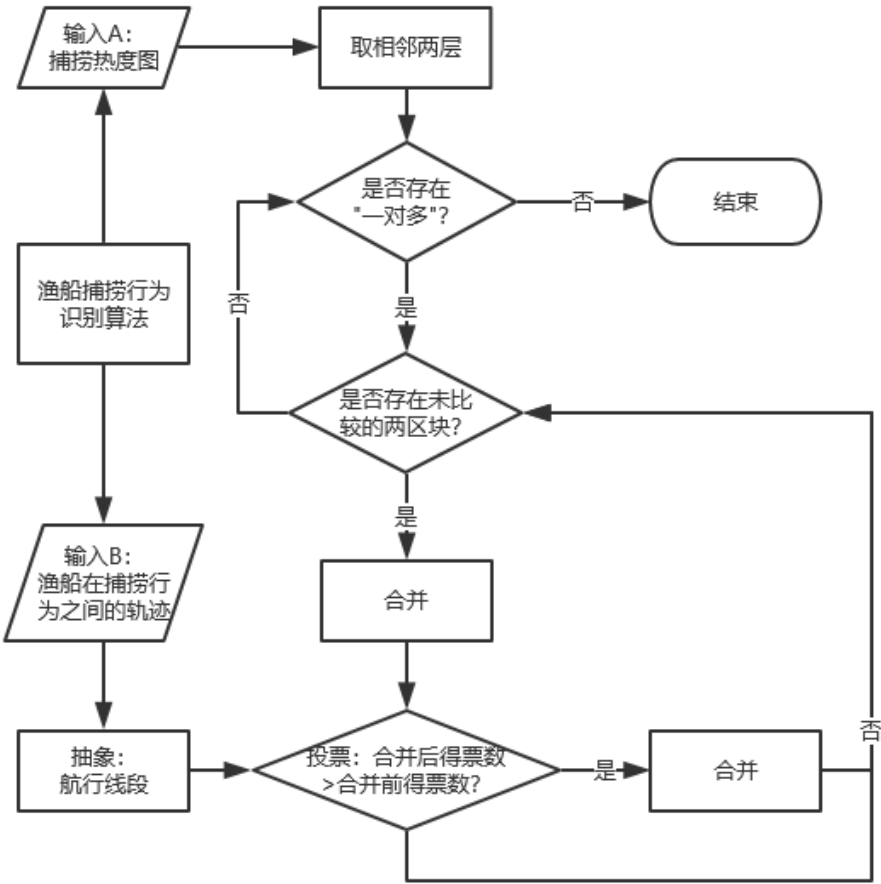 输入A：
捕捞热度图
取相邻两层
是否存在
"一对多"？
否
结束
渔船捕捞行为
识别算法
否
是
是否存在未比
较的两区块？
是
输入B：
渔船在捕捞行
为之间的轨迹
合并
抽象：
航行线段
投票：合并后得票数
>合并前得票数？
是
合并
否